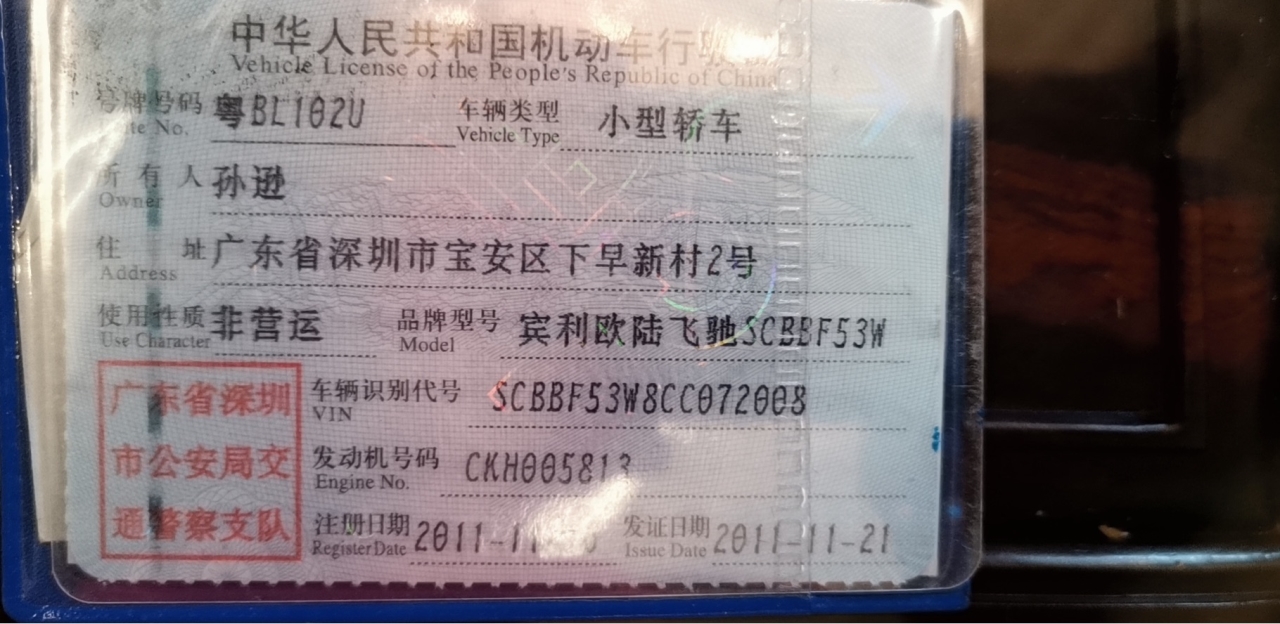 中华人民共和国机动车行驶
Vehicle License of the People's Republic of China
号牌号码 粤BL102U 车辆类型 小型轿车
No. Vehicle Type
所有人 孙逊
Owner
住址 广东省深圳市宝安区下早新村2号
Address
使用性质 非营运 品牌型号 宾利欧陆飞驰SCBBF53W
Use Character Model
广东省深圳 车辆识别代号 SCBBF53W8CC072008
VIN
市公安局交 发动机号码 CKH005813
Engine No.
通警察支队 注册日期 发证日期 2011-11-21
Register Date Issue Date